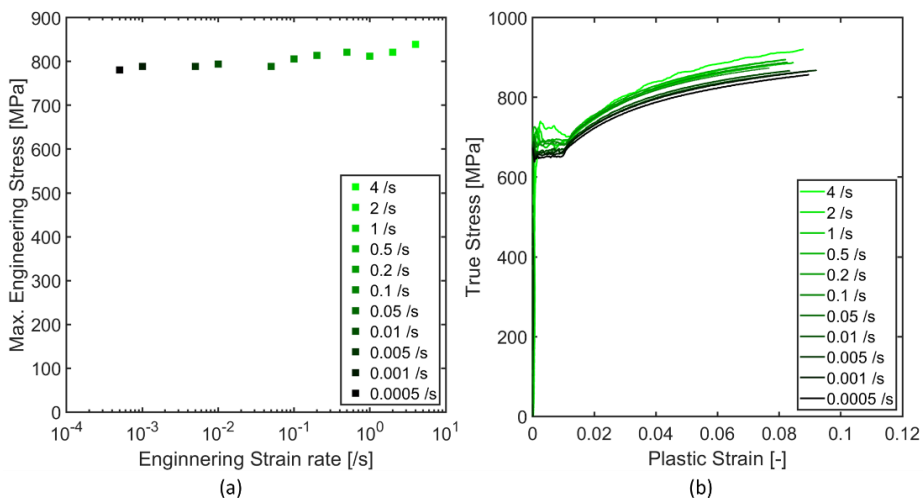 900
800
700
600
500
400
300
200
100
0
Max. Engineering Stress [MPa]
4 /s
2 /s
1 /s
0.5 /s
0.2 /s
0.1 /s
0.05 /s
0.01 /s
0.005 /s
0.001 /s
0.0005 /s
10⁻⁴ 10⁻³ 10⁻² 10⁻¹ 10⁰ 10¹
Enginnering Strain rate [/s]
(a)
1000
800
600
400
200
0
True Stress [MPa]
4 /s
2 /s
1 /s
0.5 /s
0.2 /s
0.1 /s
0.05 /s
0.01 /s
0.005 /s
0.001 /s
0.0005 /s
0 0.02 0.04 0.06 0.08 0.1 0.12
Plastic Strain [-]
(b)